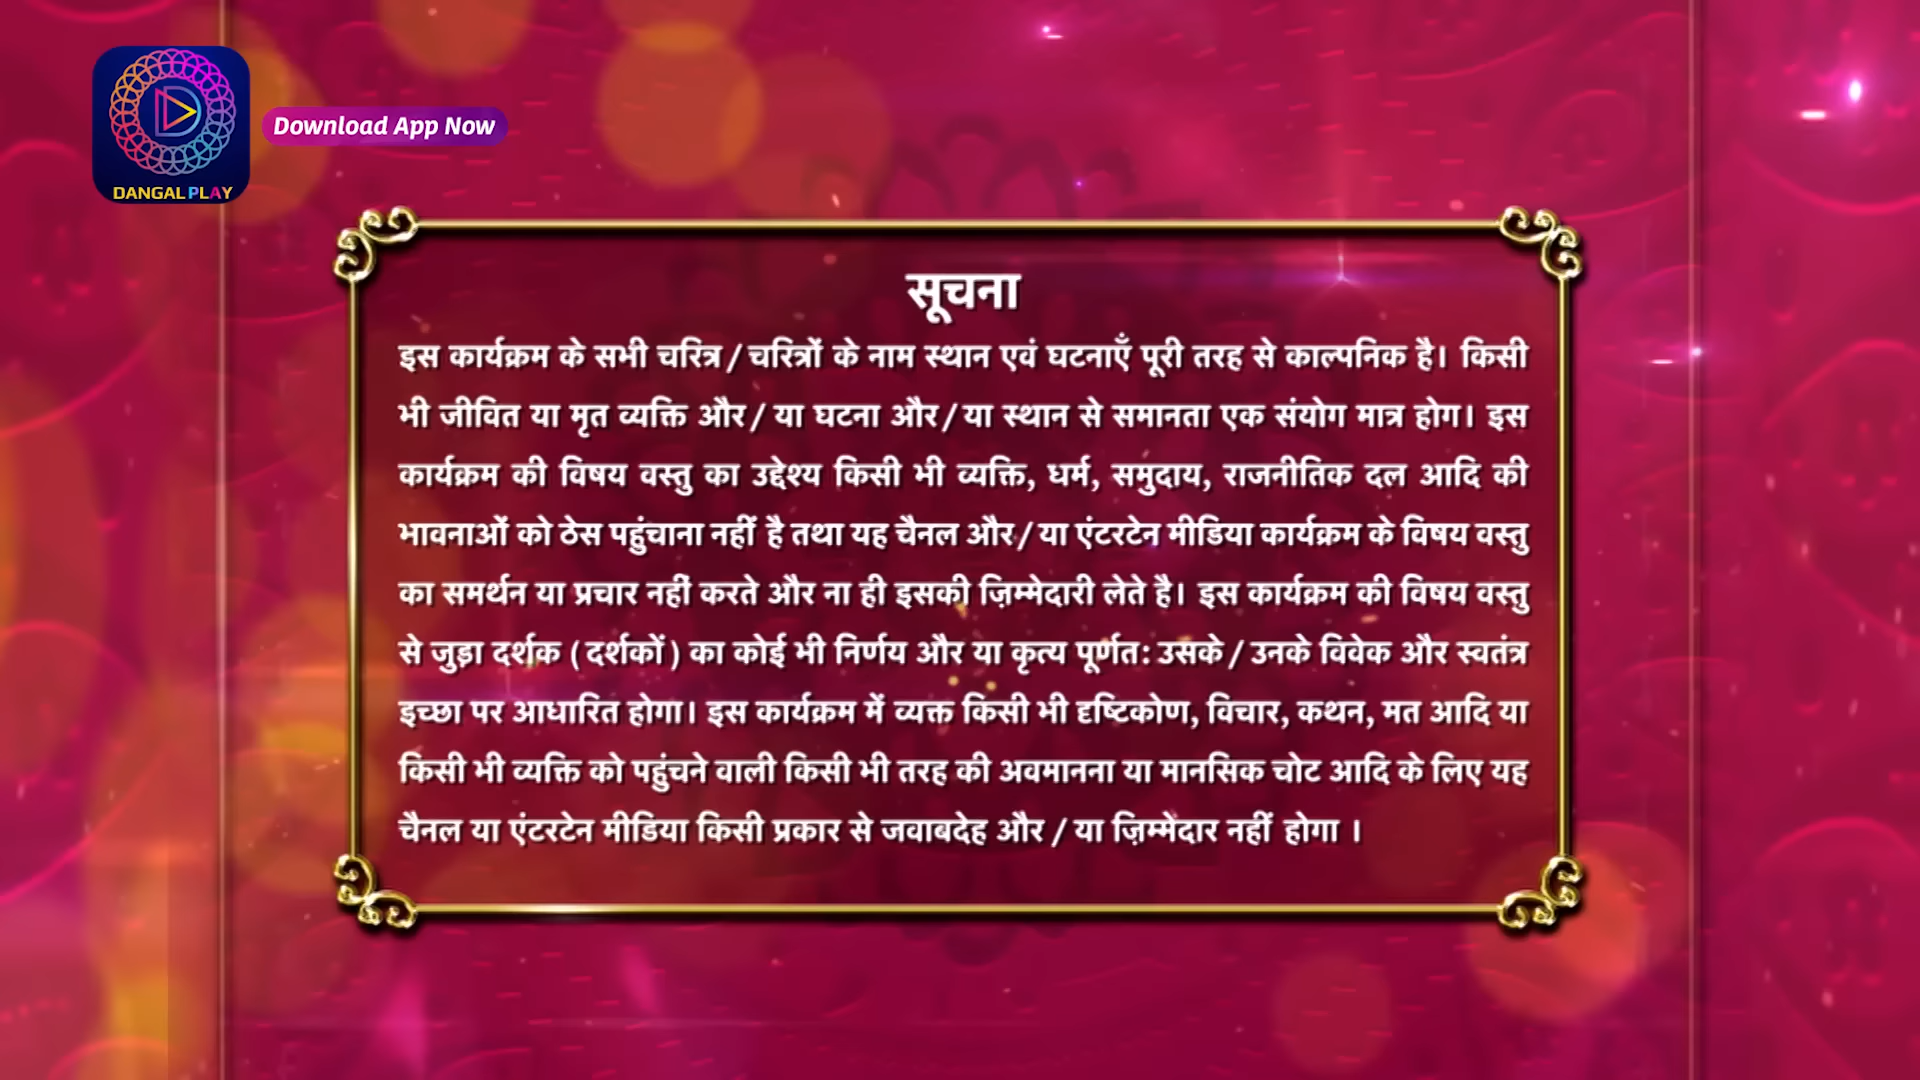 DANGAL PLAY
Download App Now
सूचना
इस कार्यक्रम के सभी चरित्र/चरित्रों के नाम स्थान एवं घटनाएँ पूरी तरह से काल्पनिक है। किसी
भी जीवित या मृत व्यक्ति और/ या घटना और/या स्थान से समानता एक संयोग मात्र होग। इस
कार्यक्रम की विषय वस्तु का उद्देश्य किसी भी व्यक्ति, धर्म, समुदाय, राजनीतिक दल आदि की
भावनाओं को ठेस पहुंचाना नहीं है तथा यह चैनल और/या एंटरटेन मीडिया कार्यक्रम के विषय वस्तु
का समर्थन या प्रचार नहीं करते और ना ही इसकी ज़िम्मेदारी लेते है। इस कार्यक्रम की विषय वस्तु
से जुड़ा दर्शक (दर्शकों) का कोई भी निर्णय और या कृत्य पूर्णत: उसके/ उनके विवेक और स्वतंत्र
इच्छा पर आधारित होगा। इस कार्यक्रम में व्यक्त किसी भी दृष्टिकोण, विचार, कथन, मत आदि या
किसी भी व्यक्ति को पहुंचने वाली किसी भी तरह की अवमानना या मानसिक चोट आदि के लिए यह
चैनल या एंटरटेन मीडिया किसी प्रकार से जवाबदेह और /या ज़िम्मेदार नहीं होगा ।